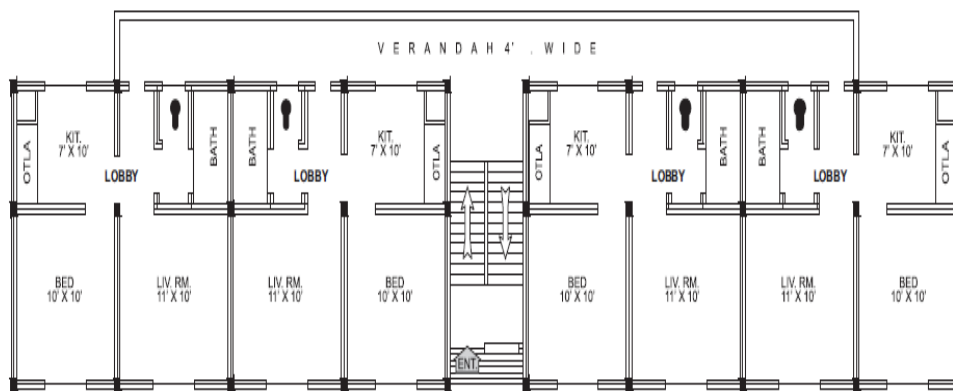 VERANDAH 4' . WIDE
KIT.
7' X 10'
OTLA
LOBBY
BATH
BATH
LOBBY
KIT.
7' X 10'
OTLA
KIT.
7' X 10'
OTLA
LOBBY
BATH
BATH
LOBBY
KIT.
7' X 10'
OTLA
BED
10' X 10'
LIV. RM.
11' X 10'
LIV. RM.
11' X 10'
BED
10' X 10'
BED
10' X 10'
LIV. RM.
11' X 10'
LIV. RM.
11' X 10'
BED
10' X 10'
ENT.